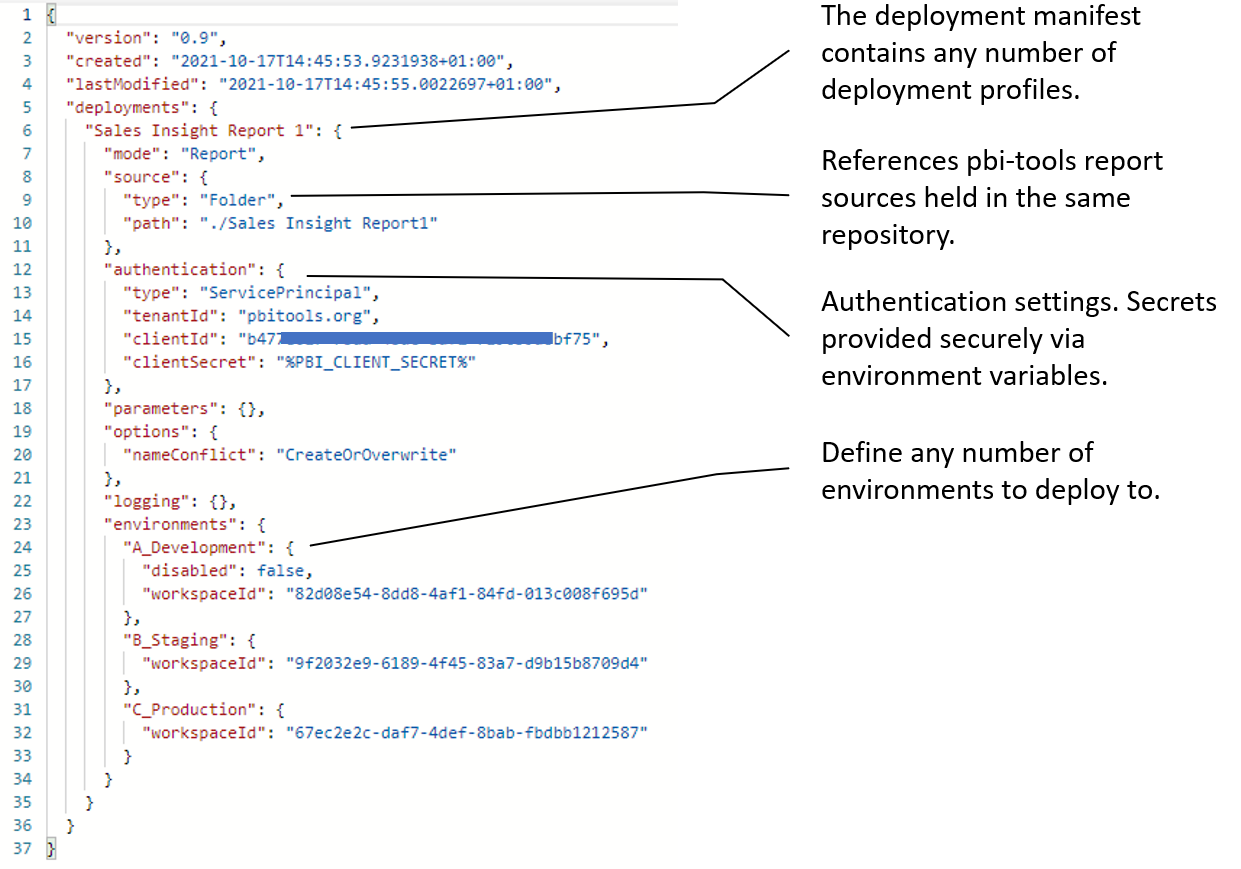 1 {
2 "version": "0.9",
3 "created": "2021-10-17T14:45:53.9231938+01:00",
4 "lastModified": "2021-10-17T14:45:55.0022697+01:00",
5 "deployments": {
6 "Sales Insight Report 1": {
7 "mode": "Report",
8 "source": {
9 "type": "Folder",
10 "path": "./Sales Insight Report1"
11 },
12 "authentication": {
13 "type": "ServicePrincipal",
14 "tenantId": "pbitools.org",
15 "clientId": "b477 bf75",
16 "clientSecret": "%PBI_CLIENT_SECRET%"
17 },
18 "parameters": {},
19 "options": {
20 "nameConflict": "CreateOrOverwrite"
21 },
22 "logging": {},
23 "environments": {
24 "A_Development": {
25 "disabled": false,
26 "workspaceId": "82d08e54-8dd8-4af1-84fd-013c008f695d"
27 },
28 "B_Staging": {
29 "workspaceId": "9f2032e9-6189-4f45-83a7-d9b15b8709d4"
30 },
31 "C_Production": {
32 "workspaceId": "67ec2e2c-daf7-4def-8bab-fbdbb1212587"
33 }
34 }
35 }
36 }
37 }
The deployment manifest
contains any number of
deployment profiles.
References pbi-tools report
sources held in the same
repository.
Authentication settings. Secrets
provided securely via
environment variables.
Define any number of
environments to deploy to.